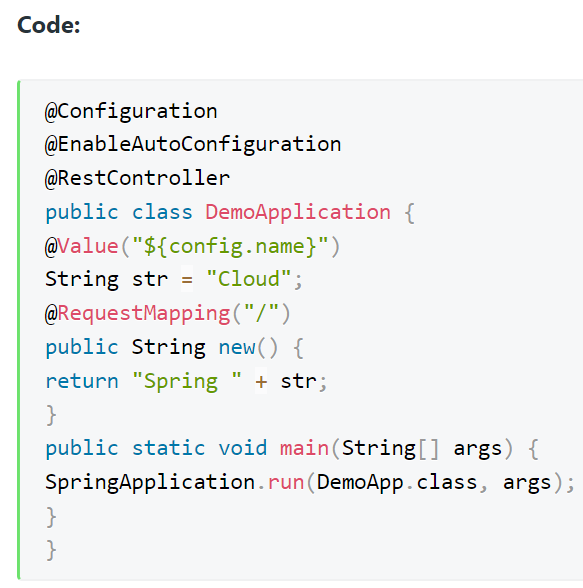 Code:
@Configuration
@EnableAutoConfiguration
@RestController
public class DemoApplication {
@Value("${config.name}")
String str = "Cloud";
@RequestMapping("/")
public String new() {
return "Spring " + str;
}
public static void main(String[] args) {
SpringApplication.run(DemoApp.class, args);
}
}